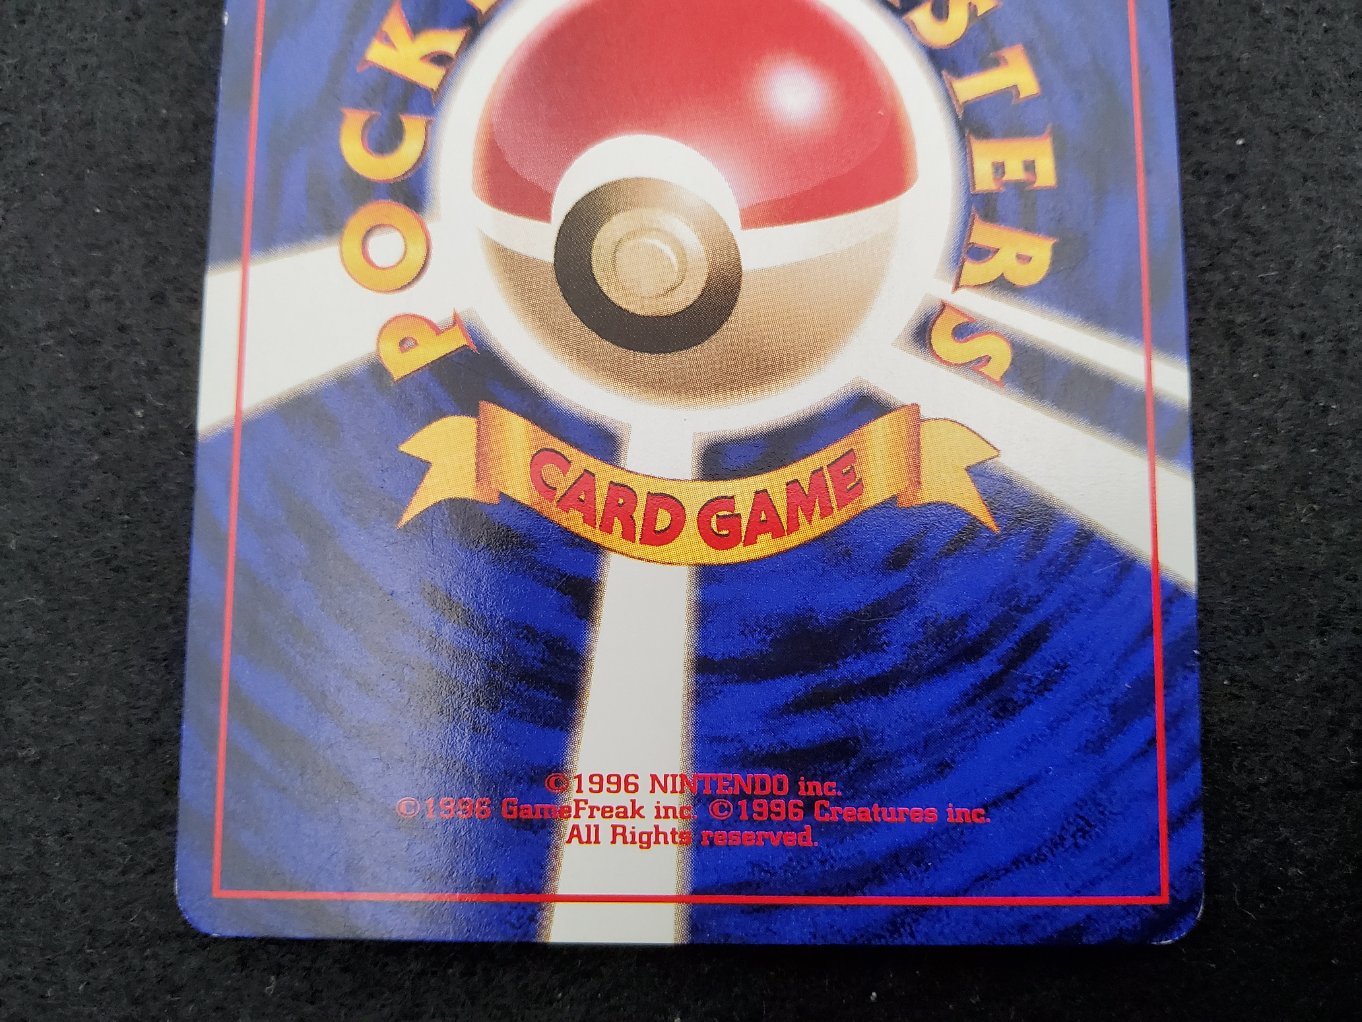 POCK
STERS
CARD GAME
©1996 NINTENDO inc.
©1996 GameFreak inc. ©1996 Creatures inc.
All Rights reserved.